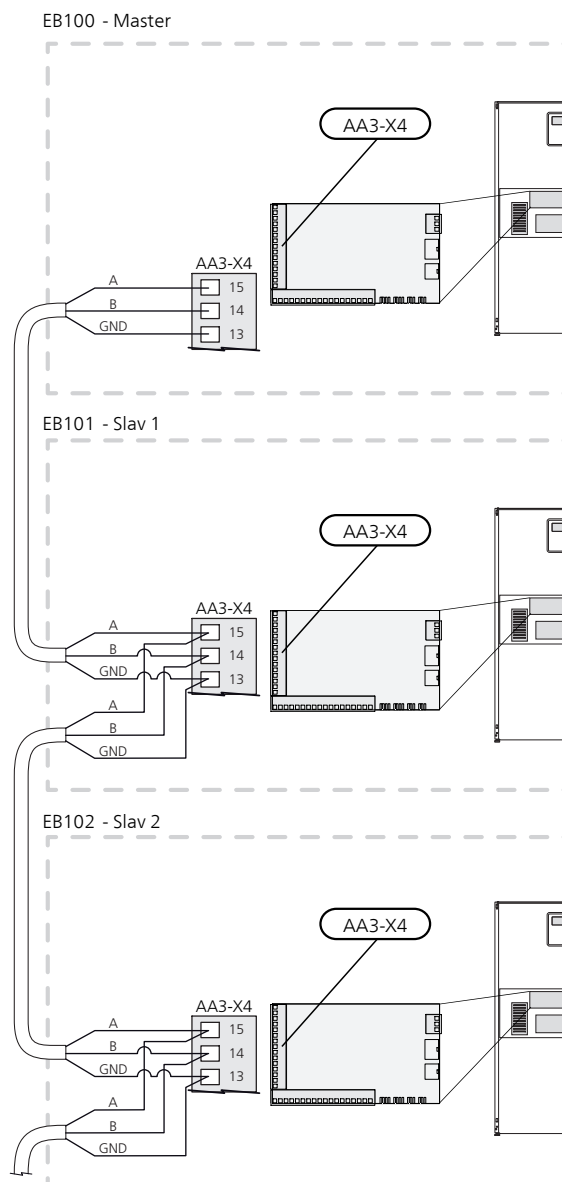 EB100 - Master
AA3-X4
AA3-X4
A
15
B
14
GND
13
EB101 - Slav 1
AA3-X4
AA3-X4
A
15
B
14
GND
13
A
B
GND
EB102 - Slav 2
AA3-X4
AA3-X4
A
15
B
14
GND
13
A
B
GND